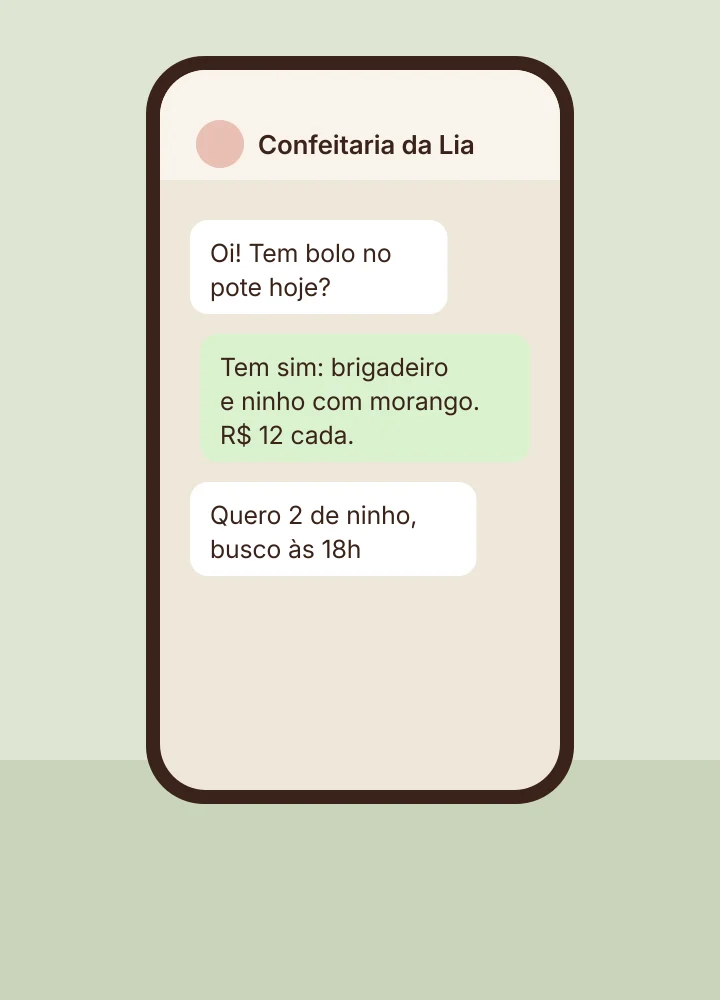 Confeitaria da Lia
Oi! Tem bolo no
pote hoje?
Tem sim: brigadeiro
e ninho com morango.
R$ 12 cada.
Quero 2 de ninho,
busco às 18h